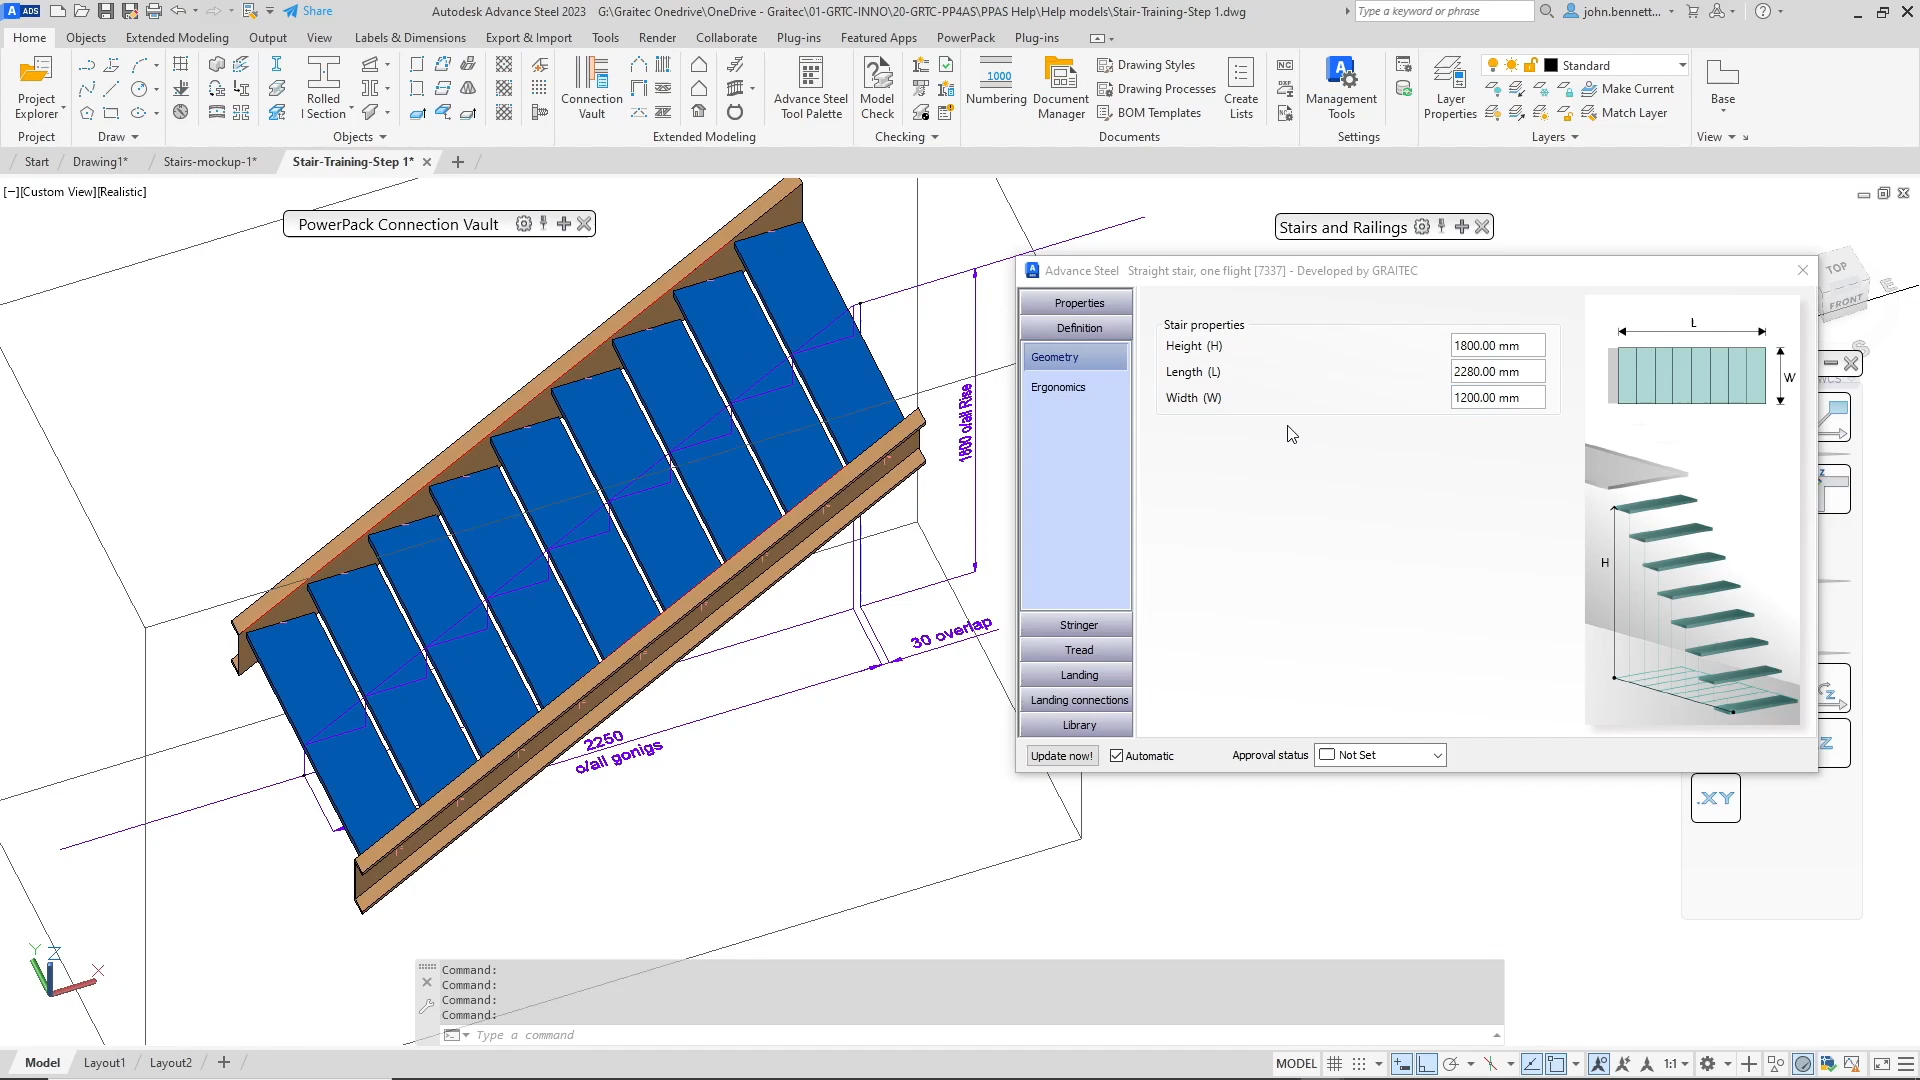 ADS
Share
Autodesk Advance Steel 2023 G:\Graitec Onedrive\OneDrive - Graitec\01-GRTC-INNO\20-GRTC-PP4AS\PPAS Help\Help models\Stair-Training-Step 1.dwg
Type a keyword or phrase
john.bennett...
Home Objects Extended Modeling Output View Labels & Dimensions Export & Import Tools Render Collaborate Plug-ins Featured Apps PowerPack Plug-ins
Project Explorer
Rolled I Section
Connection Vault
Advance Steel Tool Palette
Model Check
1000
Numbering
Document Manager
Drawing Styles
Drawing Processes
BOM Templates
Create Lists
NC
DXF
Management Tools
Layer Properties
Standard
Make Current
Match Layer
Base
Project Draw Objects Extended Modeling Checking Documents Settings Layers View
Start Drawing1* Stairs-mockup-1* Stair-Training-Step 1*
[−][Custom View][Realistic]
PowerPack Connection Vault
Stairs and Railings
TOP
FRONT
E
S
WCS
Advance Steel Straight stair, one flight [7337] - Developed by GRAITEC
Properties
Definition
Geometry
Ergonomics
Stringer
Tread
Landing
Landing connections
Library
Stair properties
Height (H) 1800.00 mm
Length (L) 2280.00 mm
Width (W) 1200.00 mm
L
W
H
Update now!
Automatic
Approval status
Not Set
Z
Z
Z
.XY
1800 o/all Rise
30 overlap
2250
o/all gonigs
Y Z X
Command:
Command:
Command:
Command:
Type a command
Model Layout1 Layout2
MODEL
1:1